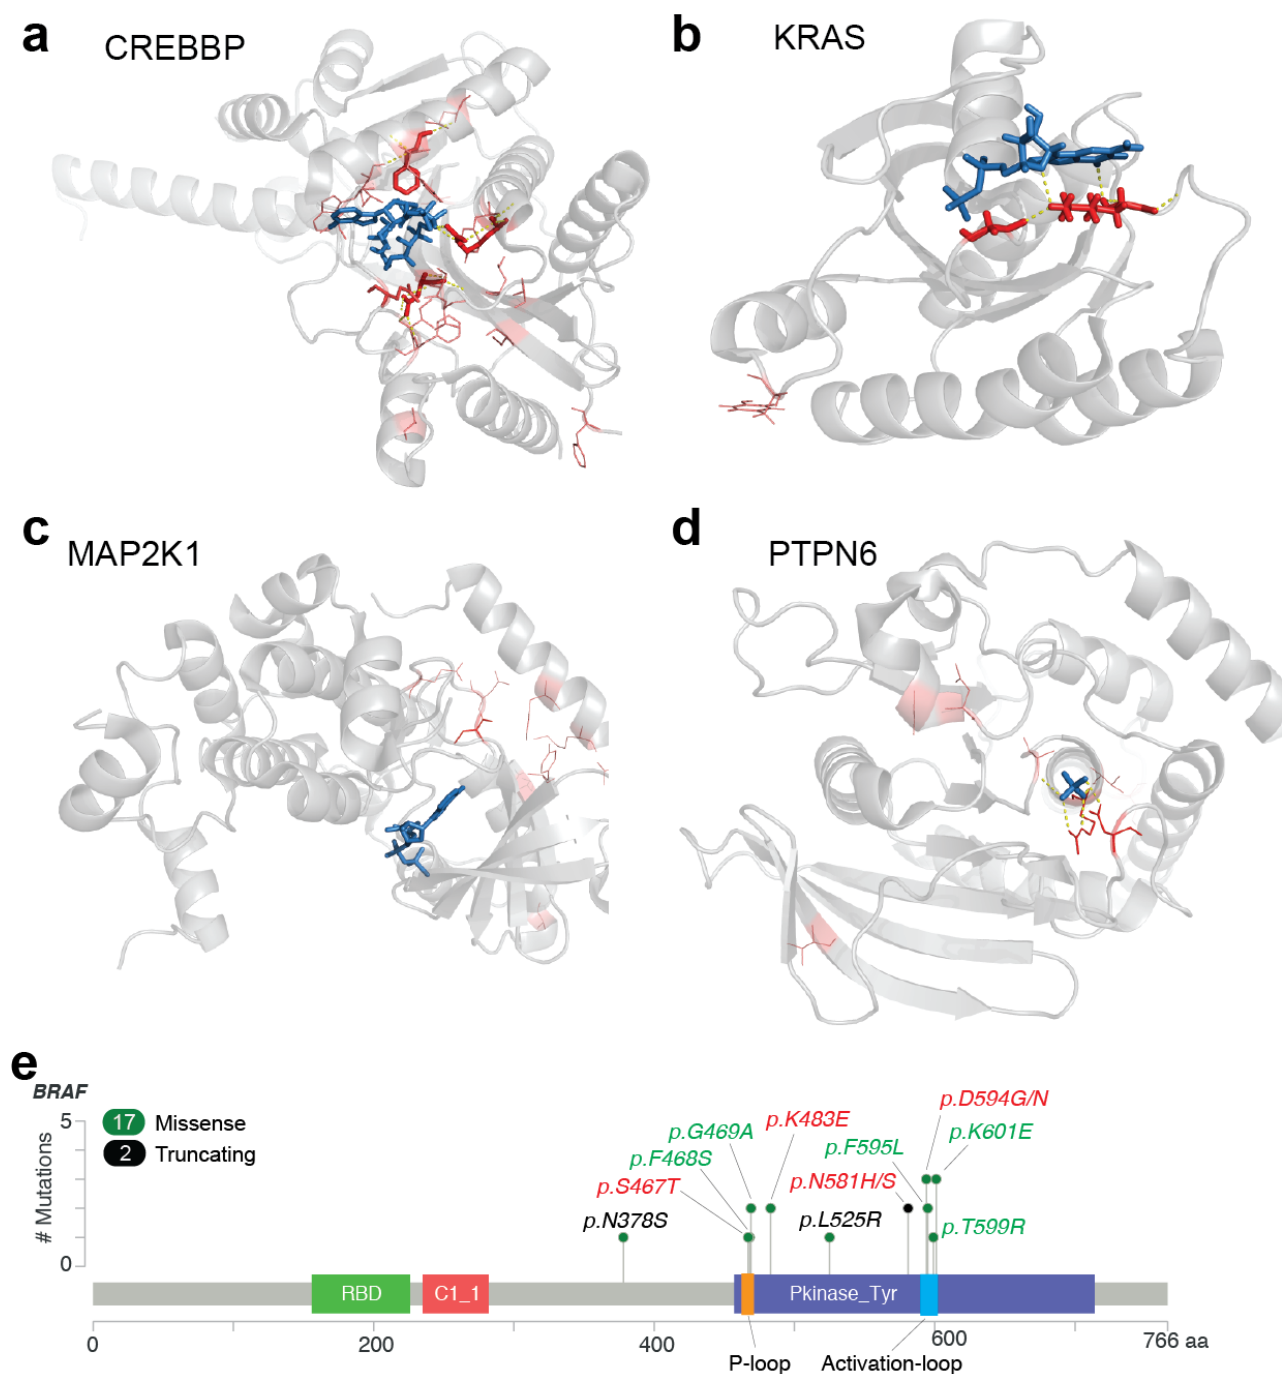 a CREBBP
b KRAS
c MAP2K1
d PTPN6
e
BRAF
# Mutations
5
0
17 Missense
2 Truncating
p.D594G/N
p.K483E
p.K601E
p.G469A
p.F595L
p.F468S
p.S467T
p.N581H/S
p.N378S
p.L525R
p.T599R
RBD
C1_1
Pkinase_Tyr
0
200
400
600
766 aa
P-loop
Activation-loop